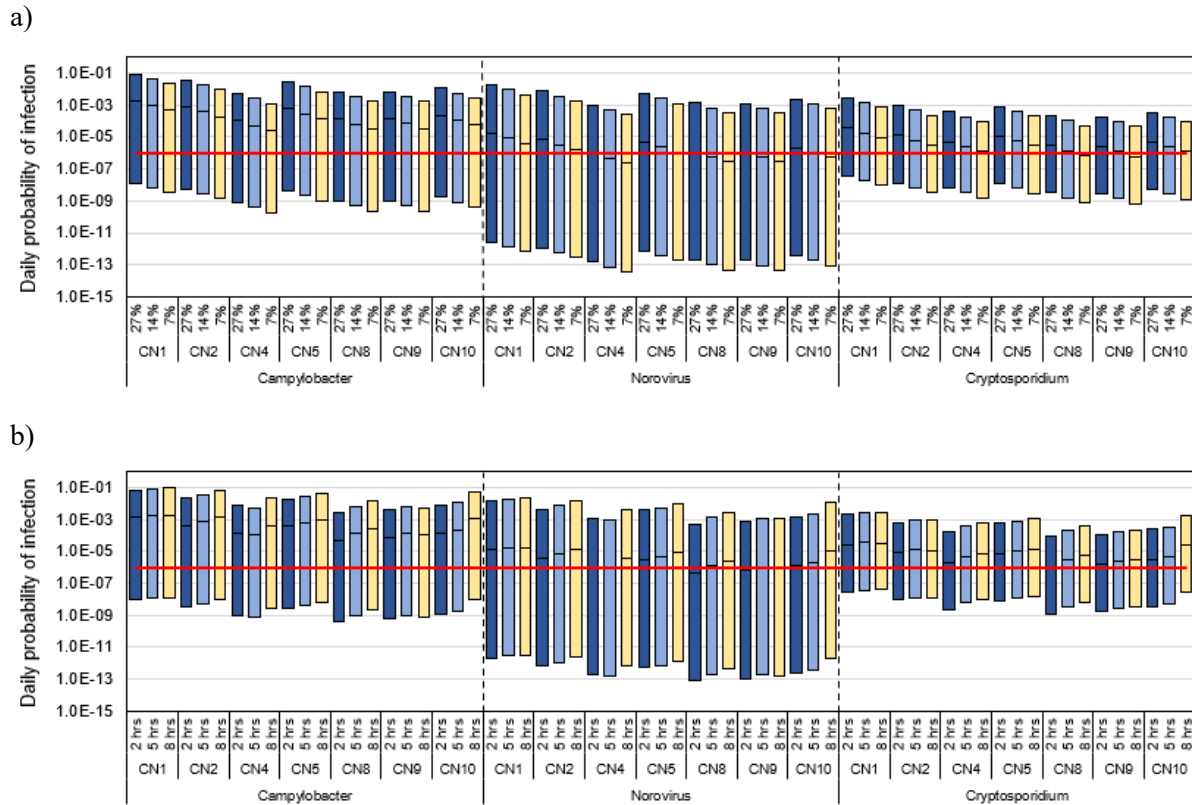 a)
Daily probability of infection
1.0E-01
1.0E-03
1.0E-05
1.0E-07
1.0E-09
1.0E-11
1.0E-13
1.0E-15
27% 14% 7% 27% 14% 7% 27% 14% 7% 27% 14% 7% 27% 14% 7% 27% 14% 7% 27% 14% 7% 27% 14% 7% 27% 14% 7% 27% 14% 7% 27% 14% 7% 27% 14% 7% 27% 14% 7% 27% 14% 7% 27% 14% 7% 27% 14% 7% 27% 14% 7% 27% 14% 7% 27% 14% 7% 27% 14% 7% 27% 14% 7%
CN1 CN2 CN4 CN5 CN8 CN9 CN10 CN1 CN2 CN4 CN5 CN8 CN9 CN10 CN1 CN2 CN4 CN5 CN8 CN9 CN10
Campylobacter Norovirus Cryptosporidium
b)
Daily probability of infection
1.0E-01
1.0E-03
1.0E-05
1.0E-07
1.0E-09
1.0E-11
1.0E-13
1.0E-15
2 hrs 5 hrs 8 hrs 2 hrs 5 hrs 8 hrs 2 hrs 5 hrs 8 hrs 2 hrs 5 hrs 8 hrs 2 hrs 5 hrs 8 hrs 2 hrs 5 hrs 8 hrs 2 hrs 5 hrs 8 hrs 2 hrs 5 hrs 8 hrs 2 hrs 5 hrs 8 hrs 2 hrs 5 hrs 8 hrs 2 hrs 5 hrs 8 hrs 2 hrs 5 hrs 8 hrs 2 hrs 5 hrs 8 hrs 2 hrs 5 hrs 8 hrs 2 hrs 5 hrs 8 hrs 2 hrs 5 hrs 8 hrs 2 hrs 5 hrs 8 hrs 2 hrs 5 hrs 8 hrs 2 hrs 5 hrs 8 hrs 2 hrs 5 hrs 8 hrs 2 hrs 5 hrs 8 hrs
CN1 CN2 CN4 CN5 CN8 CN9 CN10 CN1 CN2 CN4 CN5 CN8 CN9 CN10 CN1 CN2 CN4 CN5 CN8 CN9 CN10
Campylobacter Norovirus Cryptosporidium